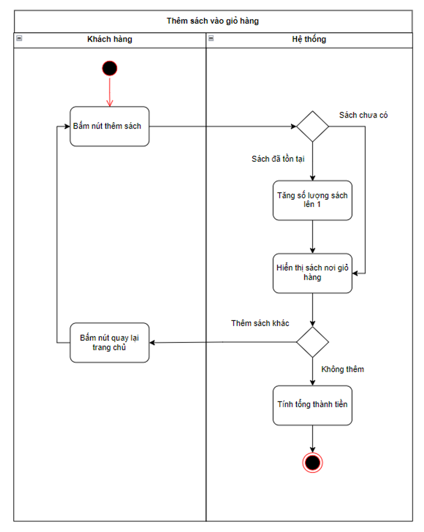 Thêm sách vào giỏ hàng
Khách hàng
Hệ thống
Bấm nút thêm sách
Sách chưa có
Sách đã tồn tại
Tăng số lượng sách
lên 1
Hiển thị sách nơi giỏ
hàng
Thêm sách khác
Bấm nút quay lại
trang chủ
Không thêm
Tính tổng thành tiền